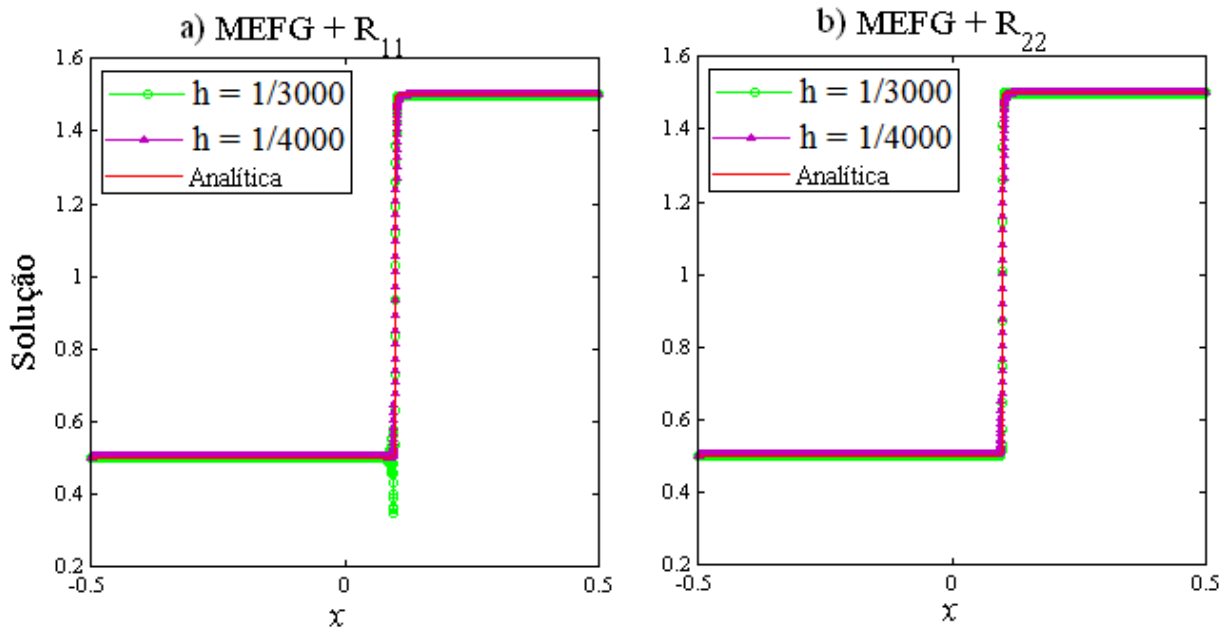 a) MEFG + R11
1.6
1.4
1.2
1
0.8
0.6
0.4
0.2
-0.5
0
0.5
h = 1/3000
h = 1/4000
Analítica
Solução
x
b) MEFG + R22
1.6
1.4
1.2
1
0.8
0.6
0.4
0.2
-0.5
0
0.5
h = 1/3000
h = 1/4000
Analítica
x